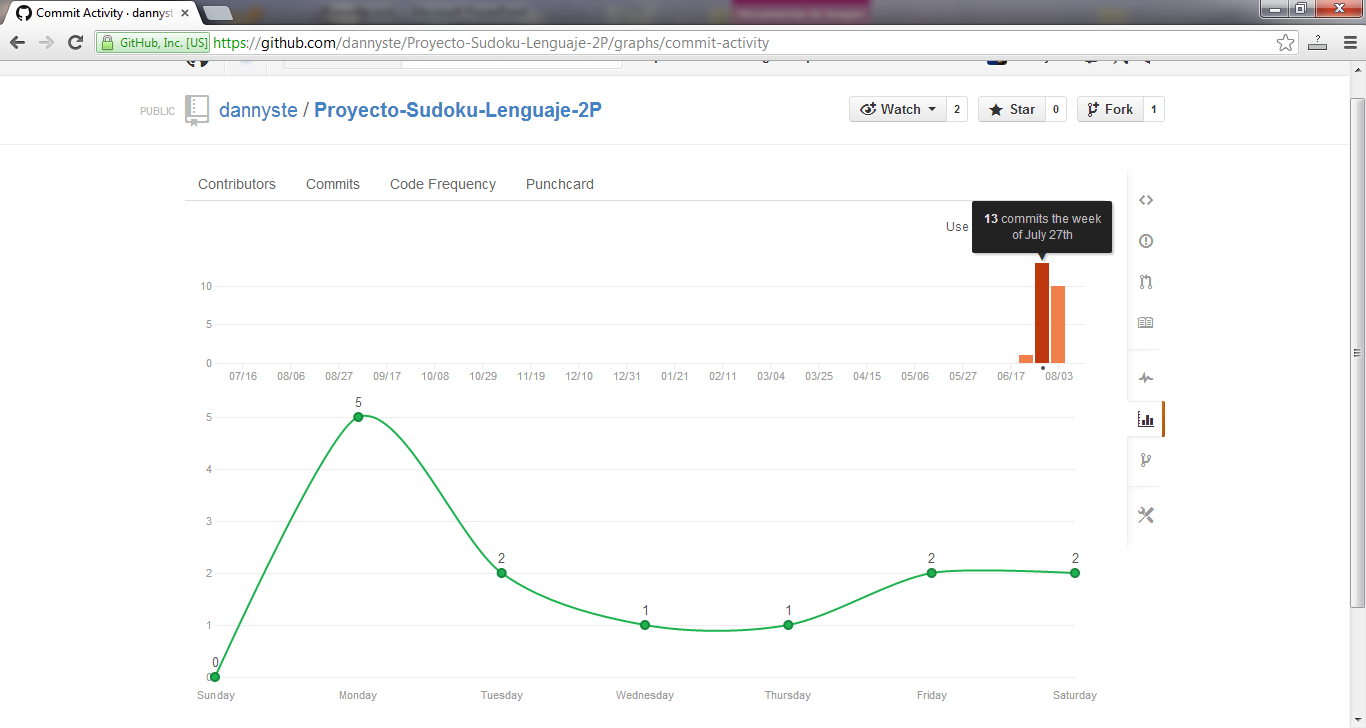 Commit Activity · dannyst
GitHub, Inc. [US] https://github.com/dannyste/Proyecto-Sudoku-Lenguaje-2P/graphs/commit-activity
PUBLIC dannyste / Proyecto-Sudoku-Lenguaje-2P
Watch 2 Star 0 Fork 1
Contributors Commits Code Frequency Punchcard
Use
13 commits the week
of July 27th
10
5
0
07/16 08/06 08/27 09/17 10/08 10/29 11/19 12/10 12/31 01/21 02/11 03/04 03/25 04/15 05/06 05/27 06/17 08/03
5
5
4
3
2 2 2 2
1 1 1
0 0
Sunday Monday Tuesday Wednesday Thursday Friday Saturday